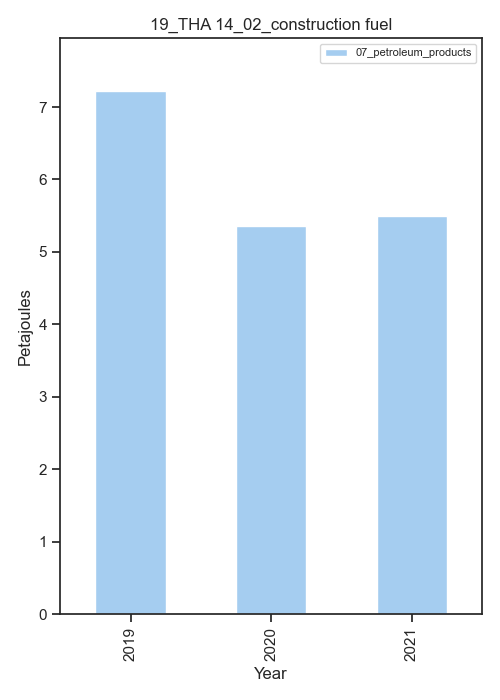 19_THA 14_02_construction fuel
07_petroleum_products
7
6
5
4
3
2
1
0
Petajoules
2019
2020
2021
Year